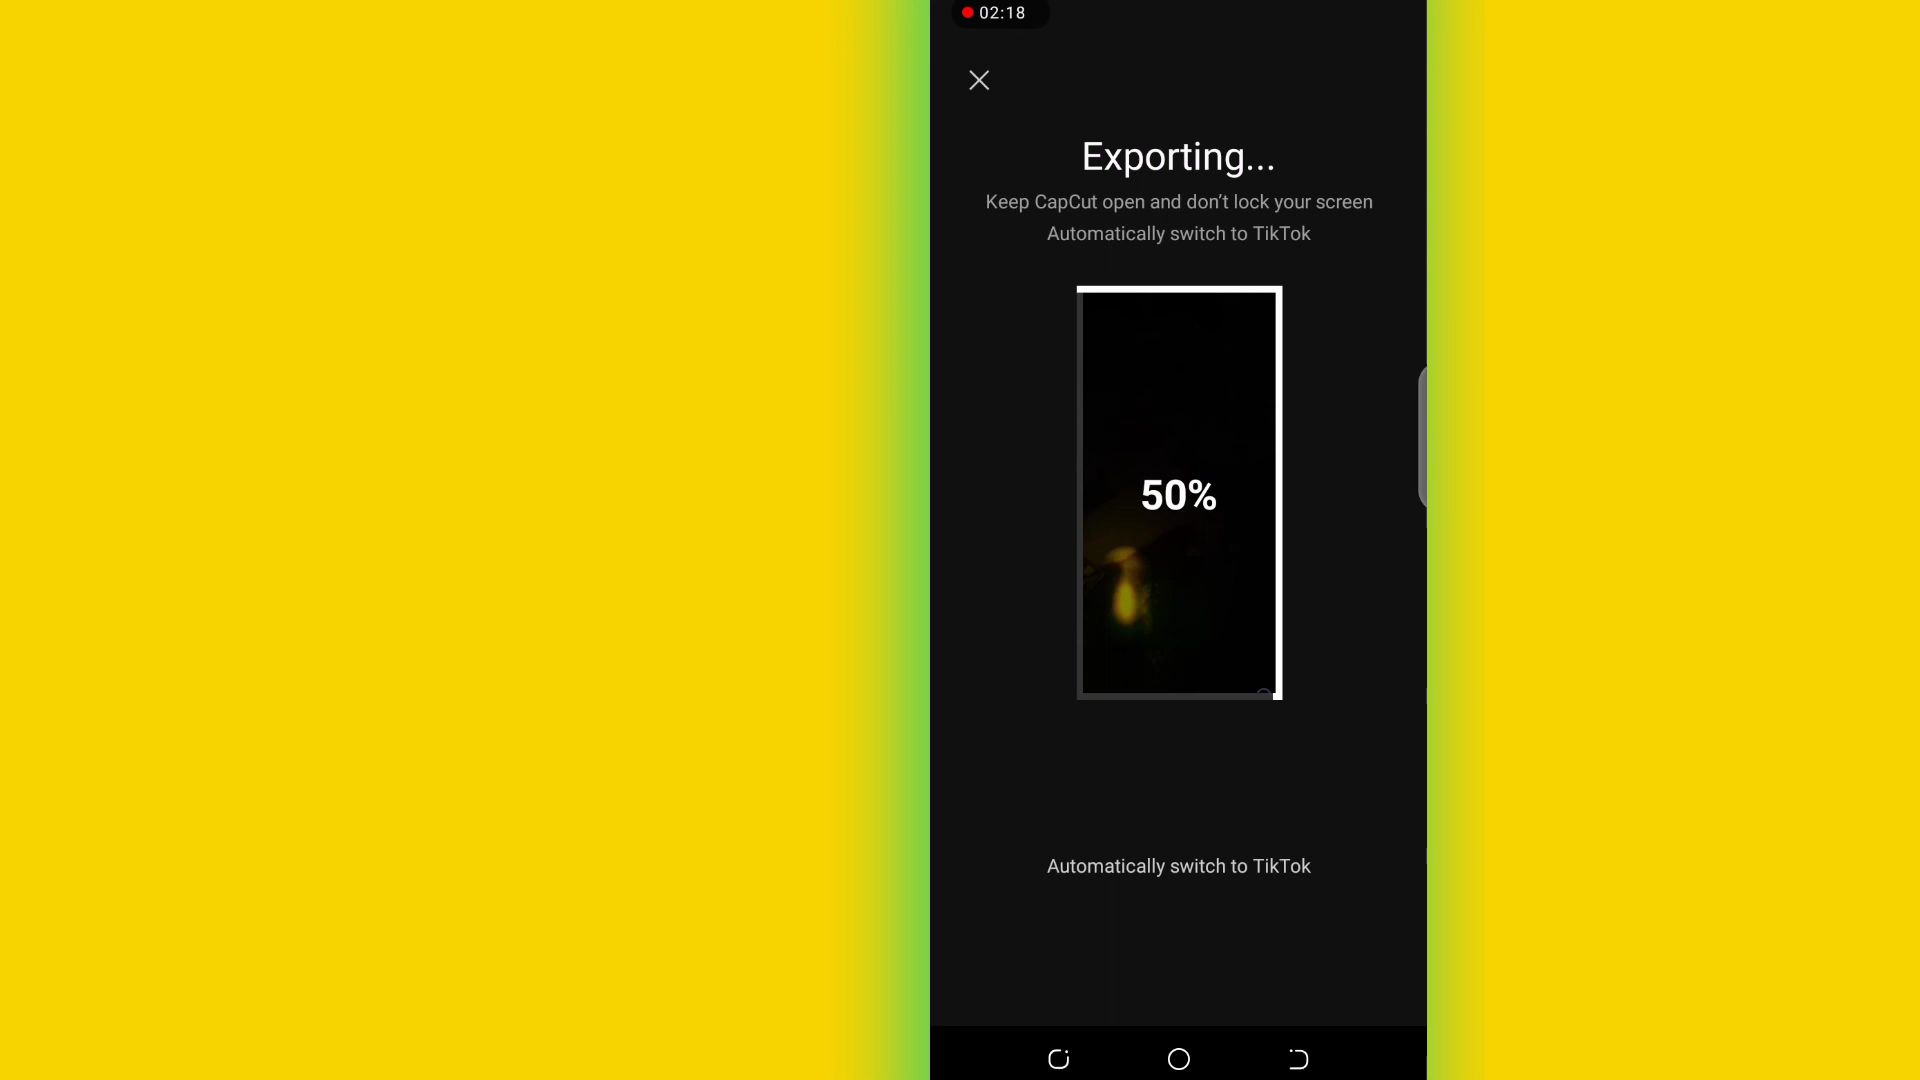 02:18
Exporting...
Keep CapCut open and don’t lock your screen
Automatically switch to TikTok
50%
Automatically switch to TikTok